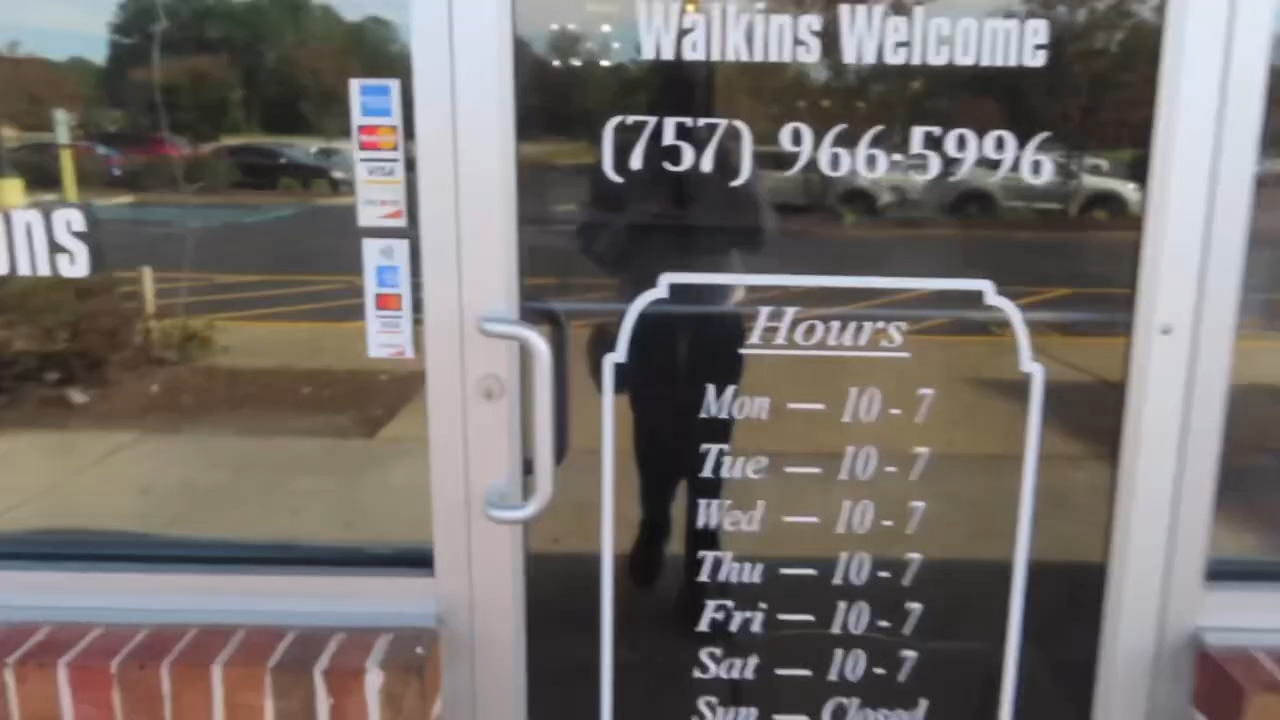 Walkins Welcome
(757) 966-5996
ons
VISA
Hours
Mon — 10 - 7
Tue — 10 - 7
Wed — 10 - 7
Thu — 10 - 7
Fri — 10 - 7
Sat — 10 - 7
Sun — Closed